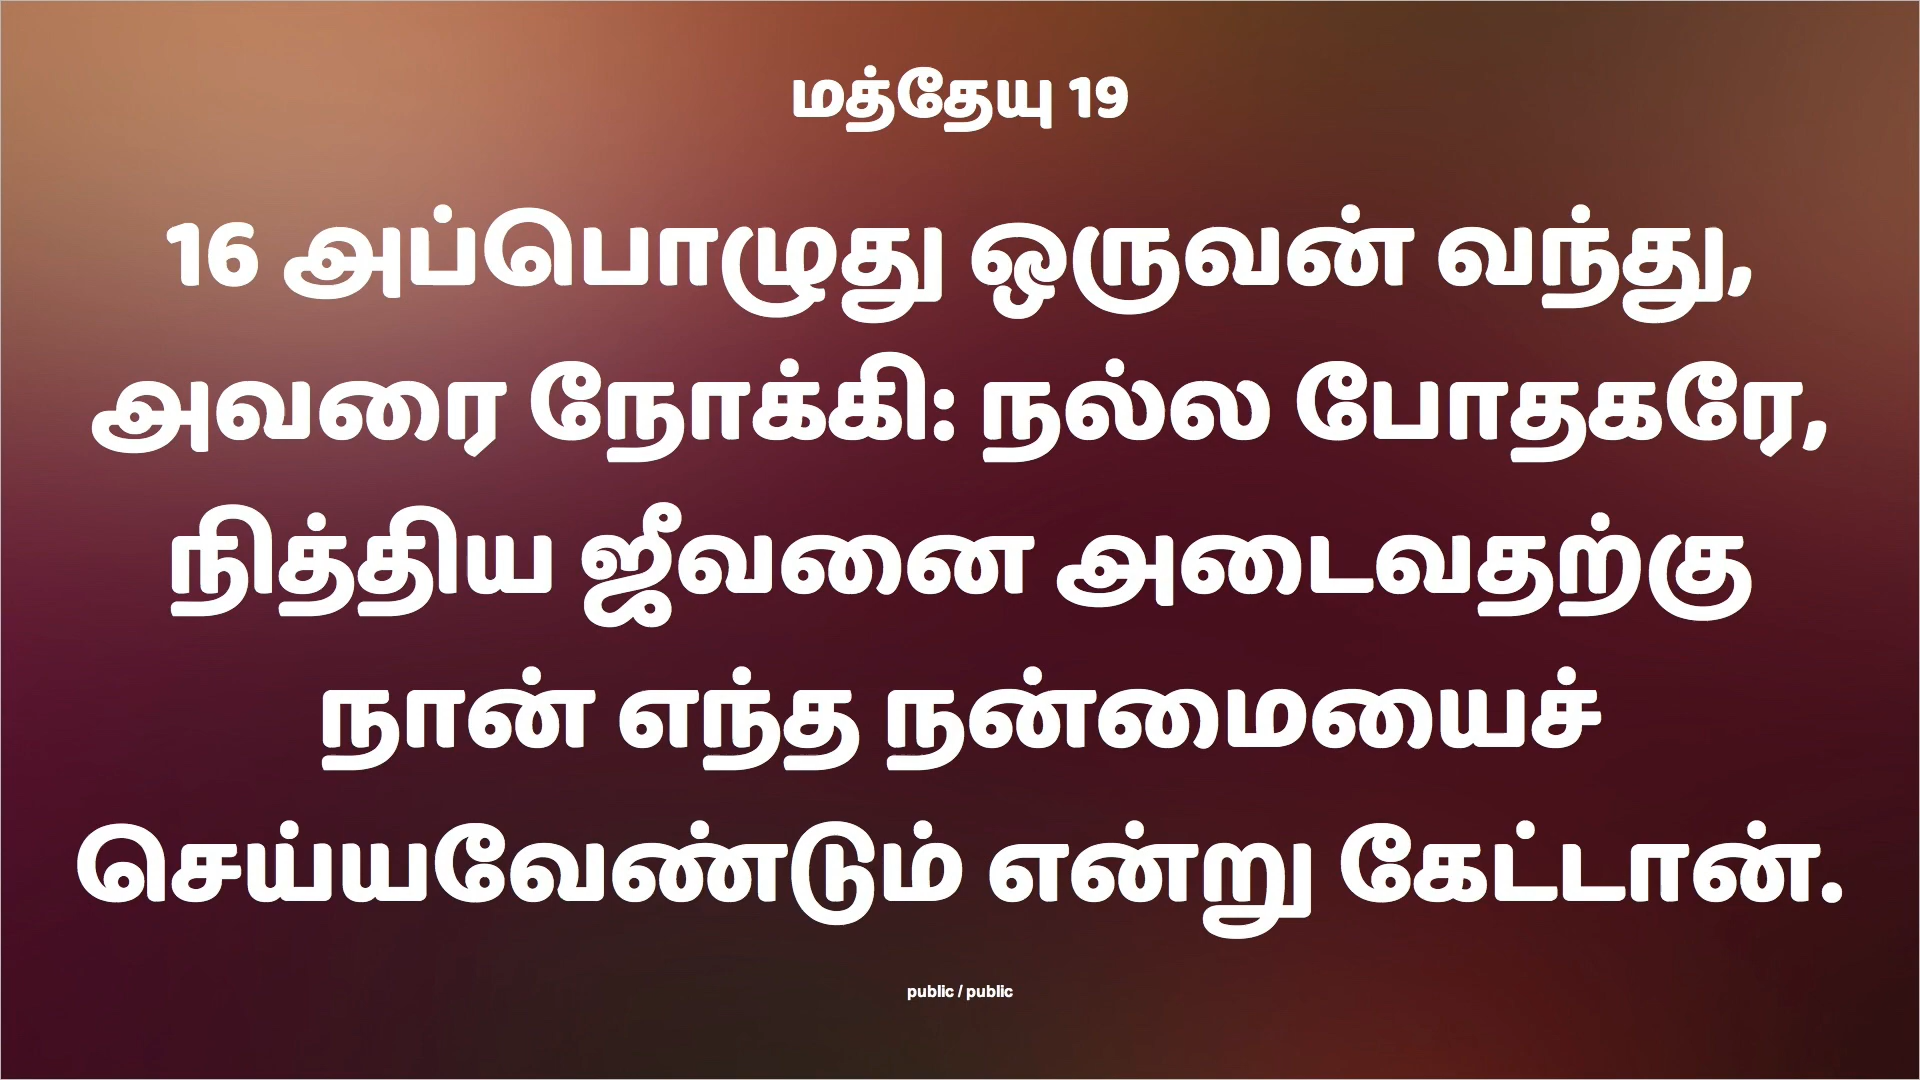 மத்தேயு 19
16 அப்பொழுது ஒருவன் வந்து,
அவரை நோக்கி: நல்ல போதகரே,
நித்திய ஜீவனை அடைவதற்கு
நான் எந்த நன்மையைச்
செய்யவேண்டும் என்று கேட்டான்.
public / public